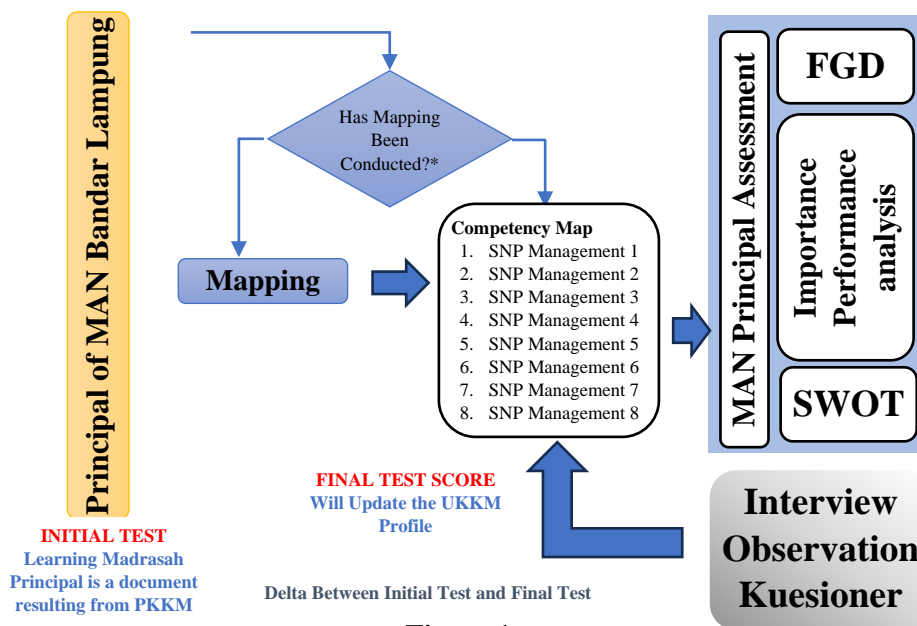 Principal of MAN Bandar Lampung
INITIAL TEST
Learning Madrasah
Principal is a document
resulting from PKKM
Has Mapping
Been
Conducted?*
Mapping
Competency Map
1. SNP Management 1
2. SNP Management 2
3. SNP Management 3
4. SNP Management 4
5. SNP Management 5
6. SNP Management 6
7. SNP Management 7
8. SNP Management 8
FINAL TEST SCORE
Will Update the UKKM
Profile
Delta Between Initial Test and Final Test
MAN Principal Assessment
FGD
Importance
Performance
analysis
SWOT
Interview
Observation
Kuesioner